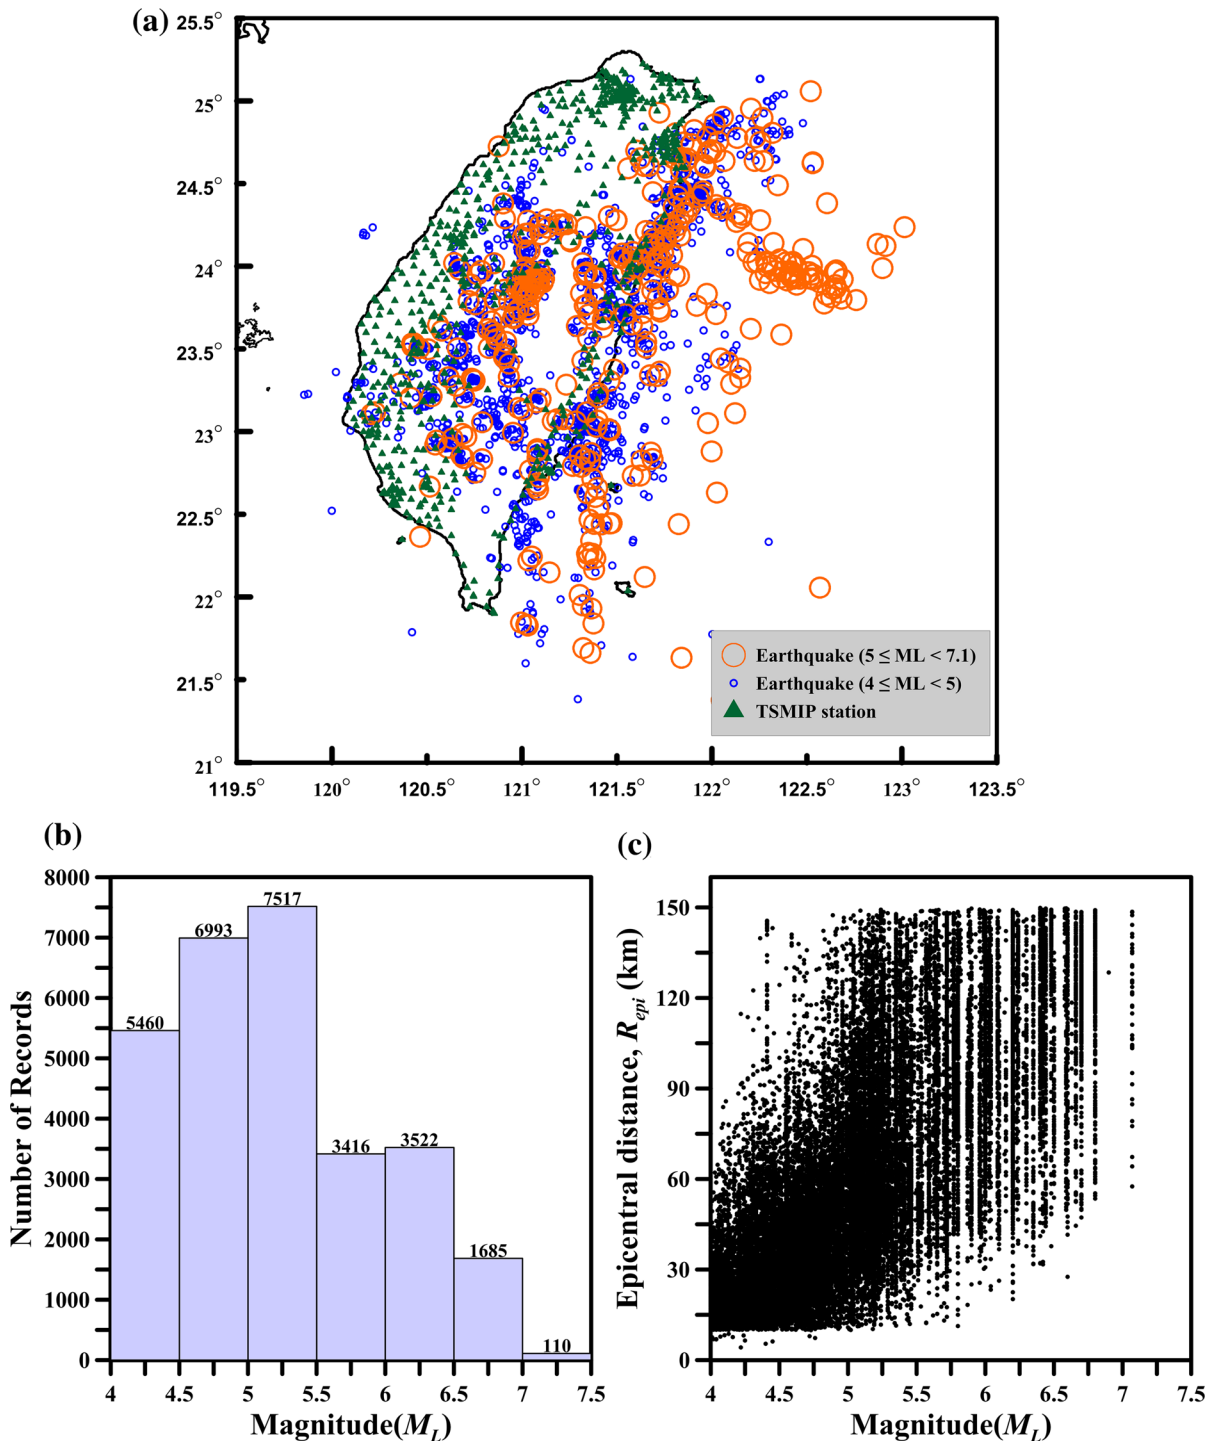 (a)
25.5°
25°
24.5°
24°
23.5°
23°
22.5°
22°
21.5°
21°
119.5° 120° 120.5° 121° 121.5° 122° 122.5° 123° 123.5°
Earthquake (5 ≤ ML < 7.1)
Earthquake (4 ≤ ML < 5)
TSMIP station
(b)
Number of Records
8000
7000
6000
5000
4000
3000
2000
1000
0
5460
6993
7517
3416
3522
1685
110
4 4.5 5 5.5 6 6.5 7 7.5
Magnitude(M_L)
(c)
Epicentral distance, R_epi (km)
150
120
90
60
30
0
4 4.5 5 5.5 6 6.5 7 7.5
Magnitude(M_L)